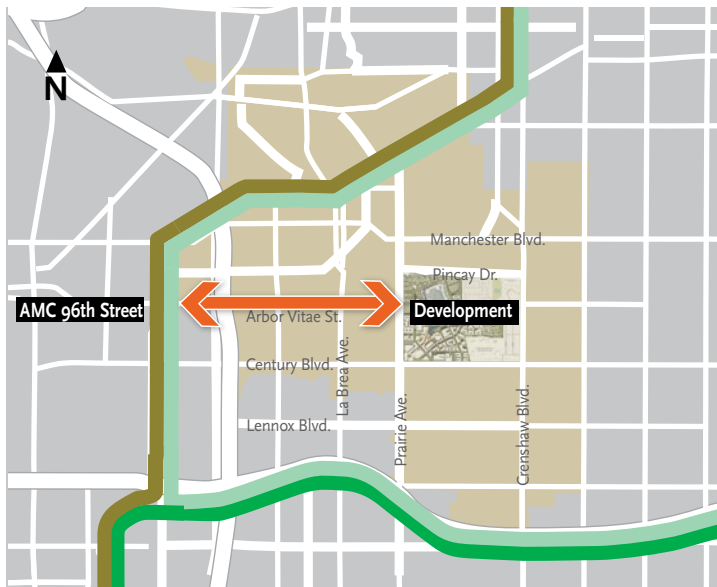 N
Manchester Blvd.
Pincay Dr.
AMC 96th Street
Development
Arbor Vitae St.
Century Blvd.
La Brea Ave.
Prairie Ave.
Crenshaw Blvd.
Lennox Blvd.